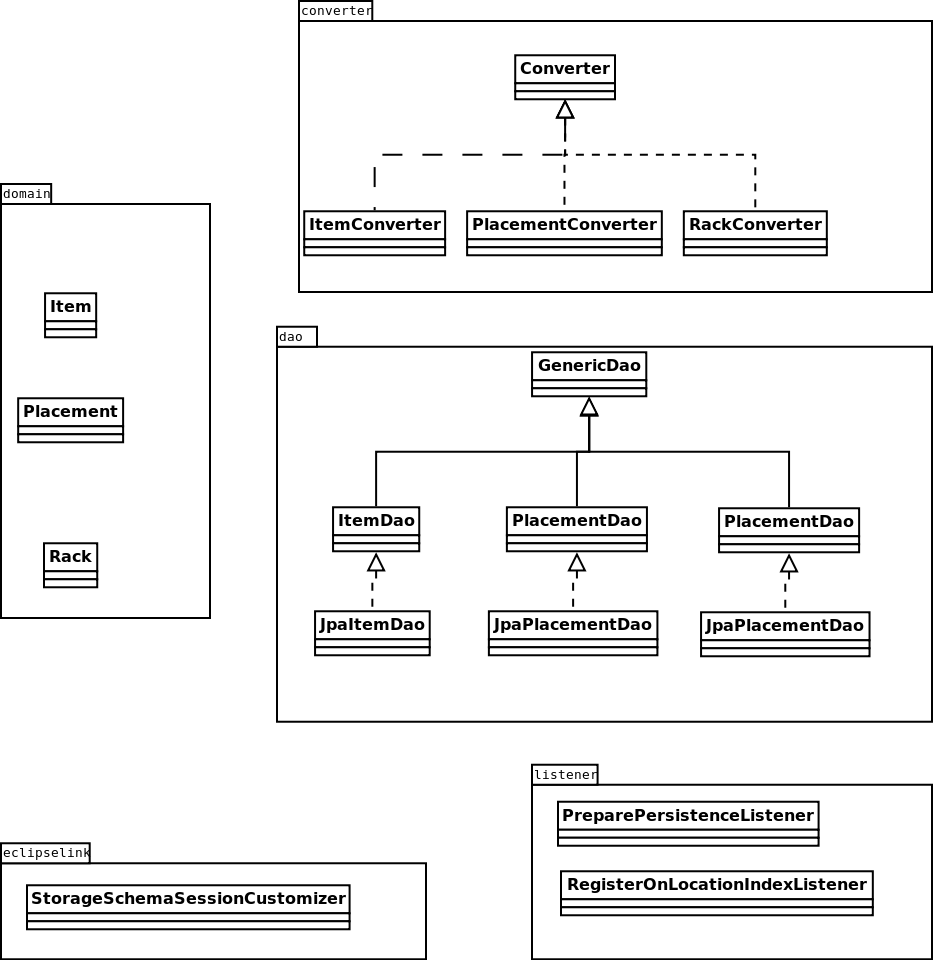 converter
Converter
ItemConverter
PlacementConverter
RackConverter
domain
Item
Placement
Rack
dao
GenericDao
ItemDao
PlacementDao
PlacementDao
JpaItemDao
JpaPlacementDao
JpaPlacementDao
listener
PreparePersistenceListener
RegisterOnLocationIndexListener
eclipselink
StorageSchemaSessionCustomizer